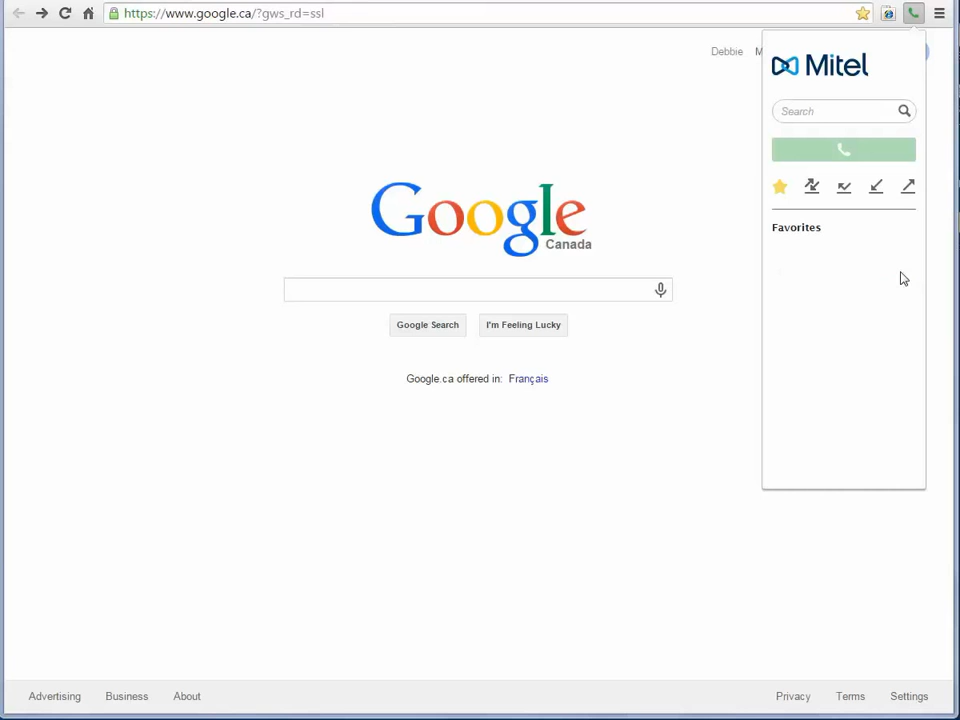 https://www.google.ca/?gws_rd=ssl
Debbie
Mitel
Search
Favorites
Google
Canada
Google Search
I'm Feeling Lucky
Google.ca offered in: Français
Advertising
Business
About
Privacy
Terms
Settings